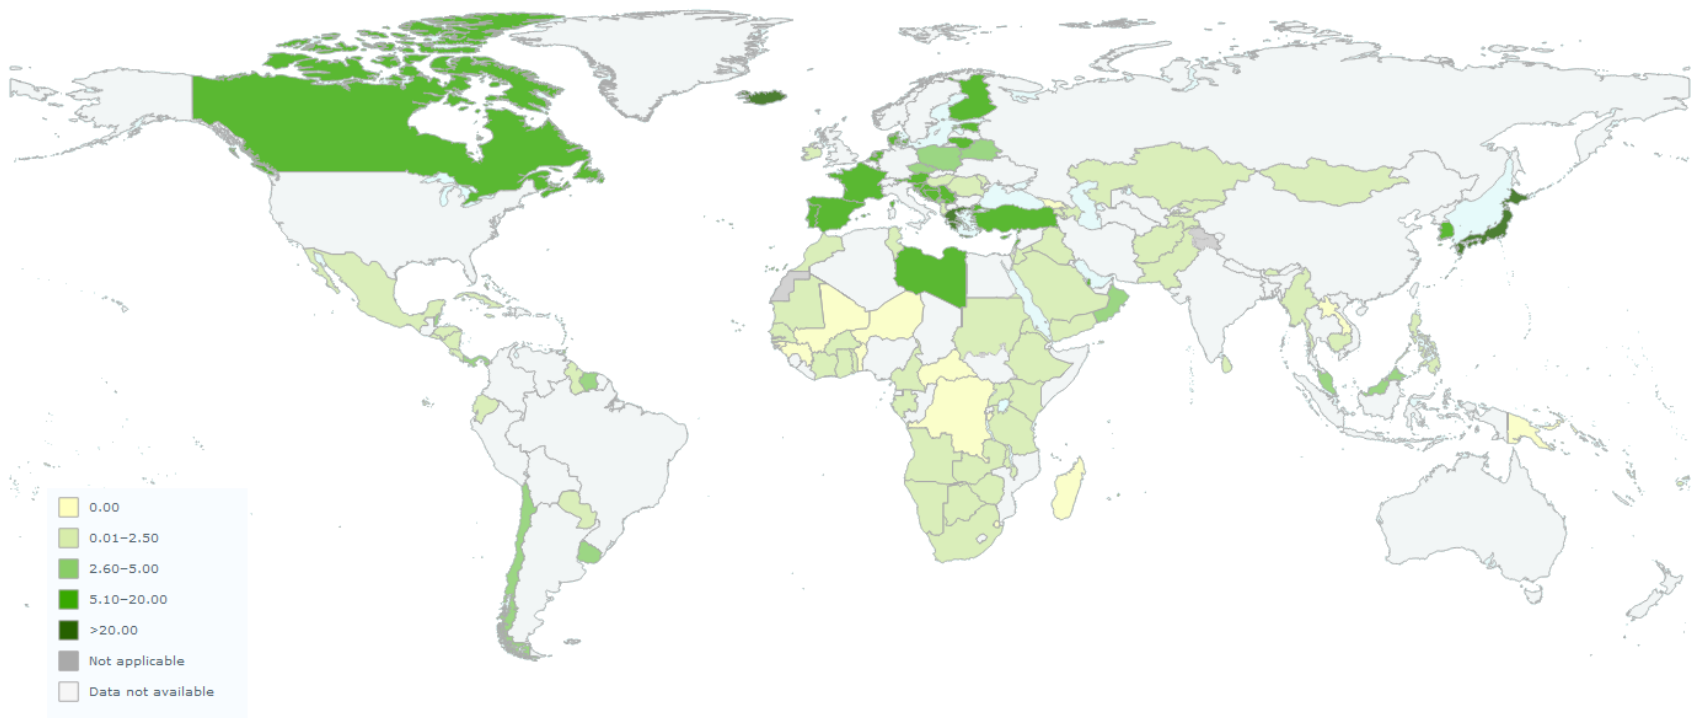 0.00
0.01–2.50
2.60–5.00
5.10–20.00
>20.00
Not applicable
Data not available